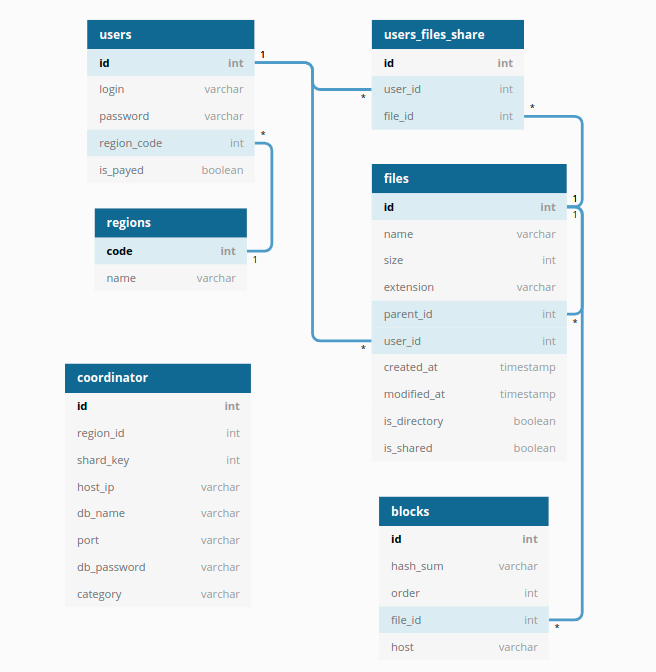 users
id int
login varchar
password varchar
region_code int
is_payed boolean
1
*
regions
code int
name varchar
1
coordinator
id int
region_id int
shard_key int
host_ip varchar
db_name varchar
port varchar
db_password varchar
category varchar
users_files_share
id int
user_id int
file_id int
*
*
files
id int
name varchar
size int
extension varchar
parent_id int
user_id int
created_at timestamp
modified_at timestamp
is_directory boolean
is_shared boolean
1
1
*
*
blocks
id int
hash_sum varchar
order int
file_id int
host varchar
*